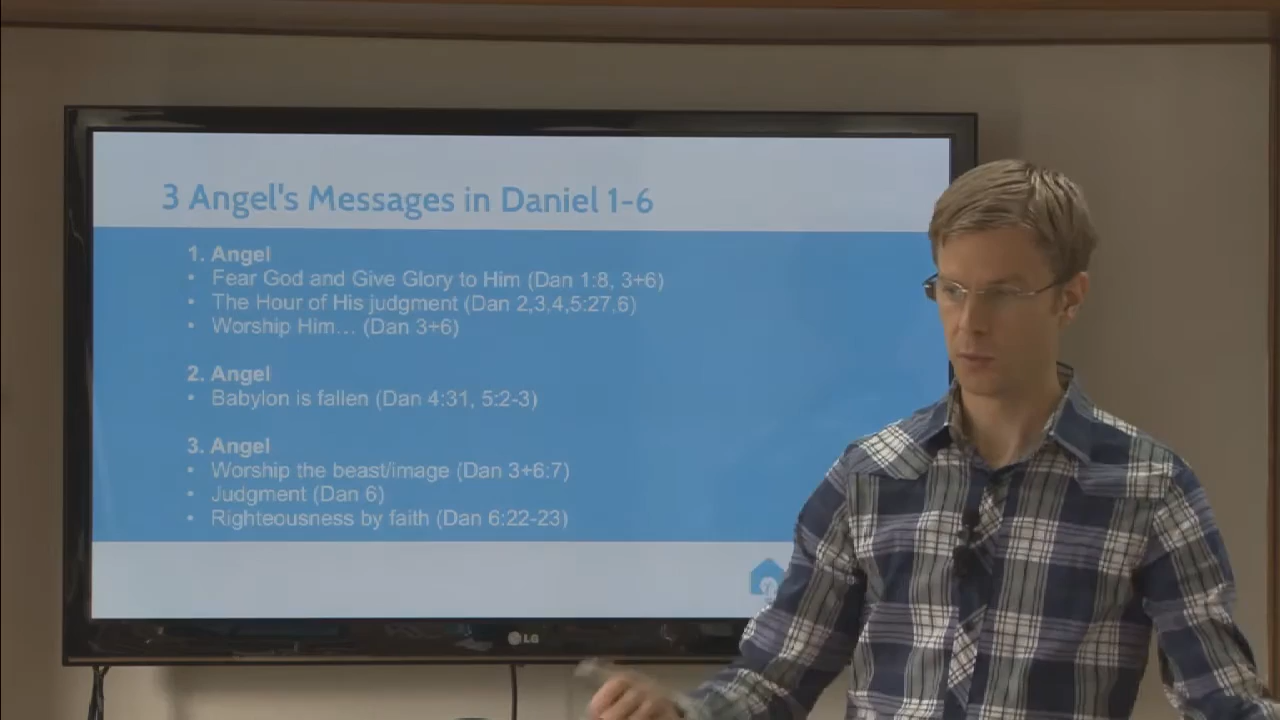 3 Angel's Messages in Daniel 1-6
1. Angel
• Fear God and Give Glory to Him (Dan 1:8, 3+6)
• The Hour of His judgment (Dan 2,3,4,5:27,6)
• Worship Him... (Dan 3+6)
2. Angel
• Babylon is fallen (Dan 4:31, 5:2-3)
3. Angel
• Worship the beast/image (Dan 3+6:7)
• Judgment (Dan 6)
• Righteousness by faith (Dan 6:22-23)
LG